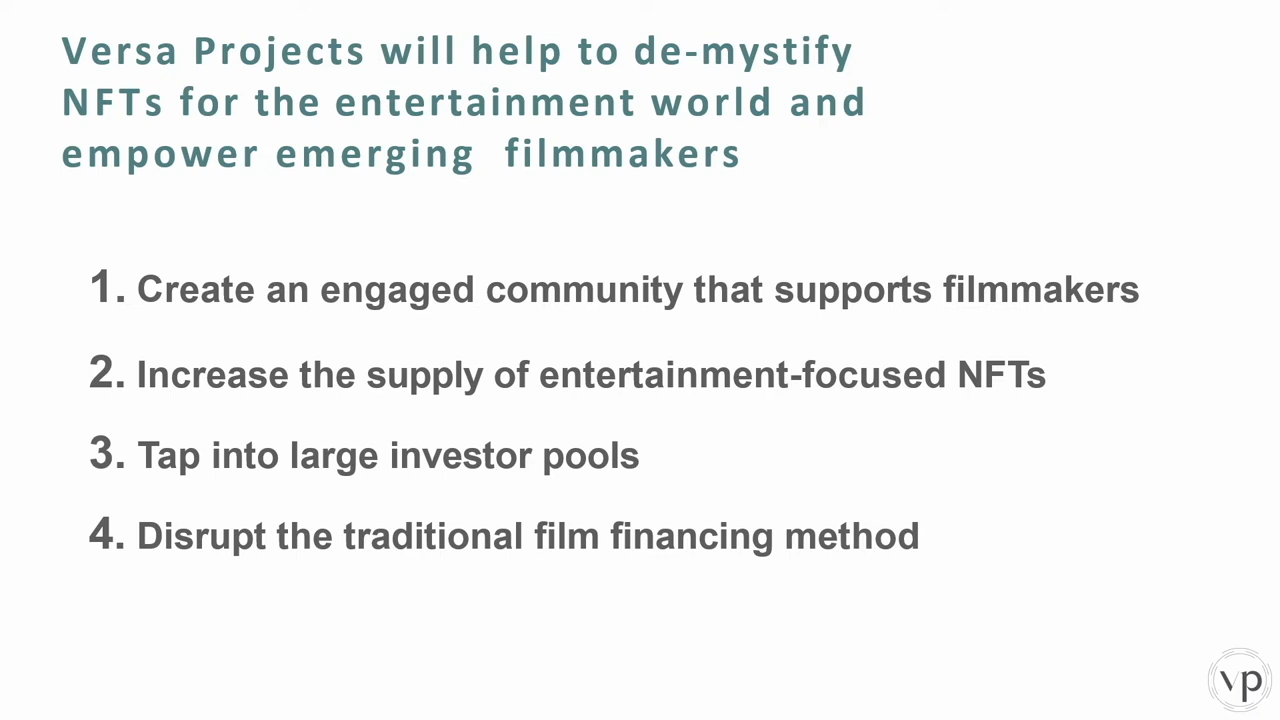 Versa Projects will help to de-mystify
NFTs for the entertainment world and
empower emerging  filmmakers
1. Create an engaged community that supports filmmakers
2. Increase the supply of entertainment-focused NFTs
3. Tap into large investor pools
4. Disrupt the traditional film financing method
vp